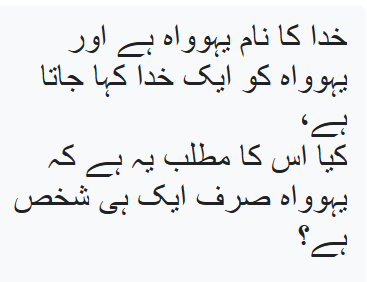 خدا کا نام یہوواہ ہے اور
یہوواہ کو ایک خدا کہا جاتا
ہے،
کیا اس کا مطلب یہ ہے کہ
یہوواہ صرف ایک ہی شخص
ہے؟